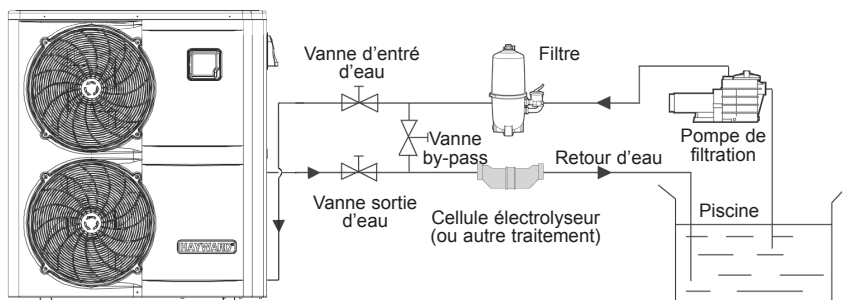 Vanne d'entré
d'eau
Filtre
Pompe de
filtration
Vanne
by-pass
Retour d'eau
Vanne sortie
d'eau
Cellule électrolyseur
(ou autre traitement)
Piscine
HAYWARD